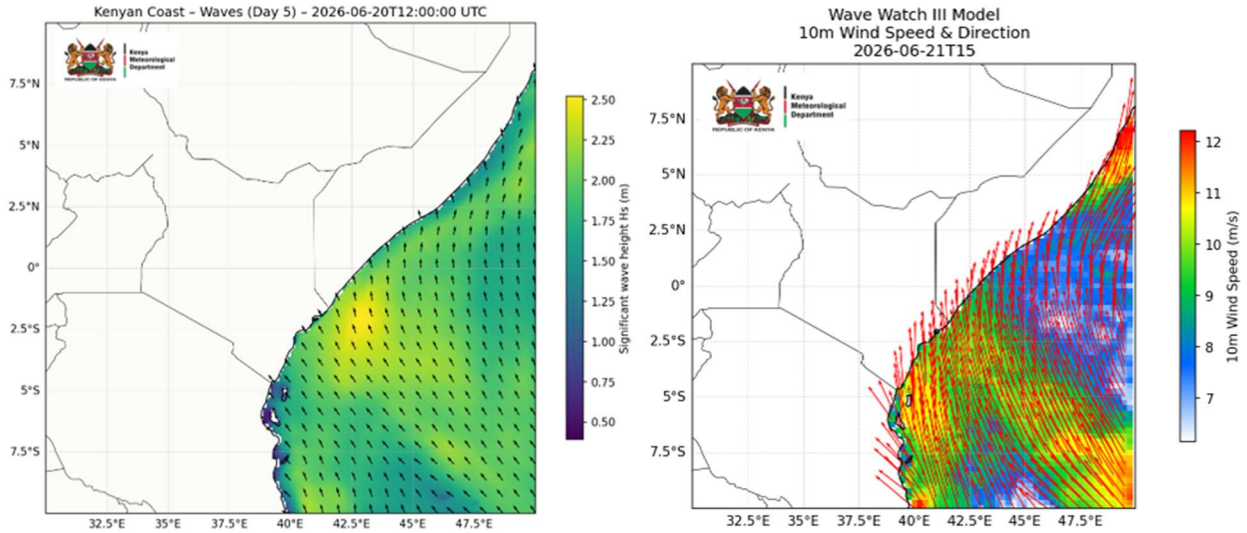 Kenyan Coast – Waves (Day 5) – 2026-06-20T12:00:00 UTC
Kenya
Meteorological
Department
REPUBLIC OF KENYA
7.5°N
5°N
2.5°N
0°
2.5°S
5°S
7.5°S
32.5°E 35°E 37.5°E 40°E 42.5°E 45°E 47.5°E
2.50
2.25
2.00
1.75
1.50
1.25
1.00
0.75
0.50
Significant wave height Hs (m)
Wave Watch III Model
10m Wind Speed & Direction
2026-06-21T15
Kenya
Meteorological
Department
REPUBLIC OF KENYA
7.5°N
5°N
2.5°N
0°
2.5°S
5°S
7.5°S
32.5°E 35°E 37.5°E 40°E 42.5°E 45°E 47.5°E
12
11
10
9
8
7
10m Wind Speed (m/s)